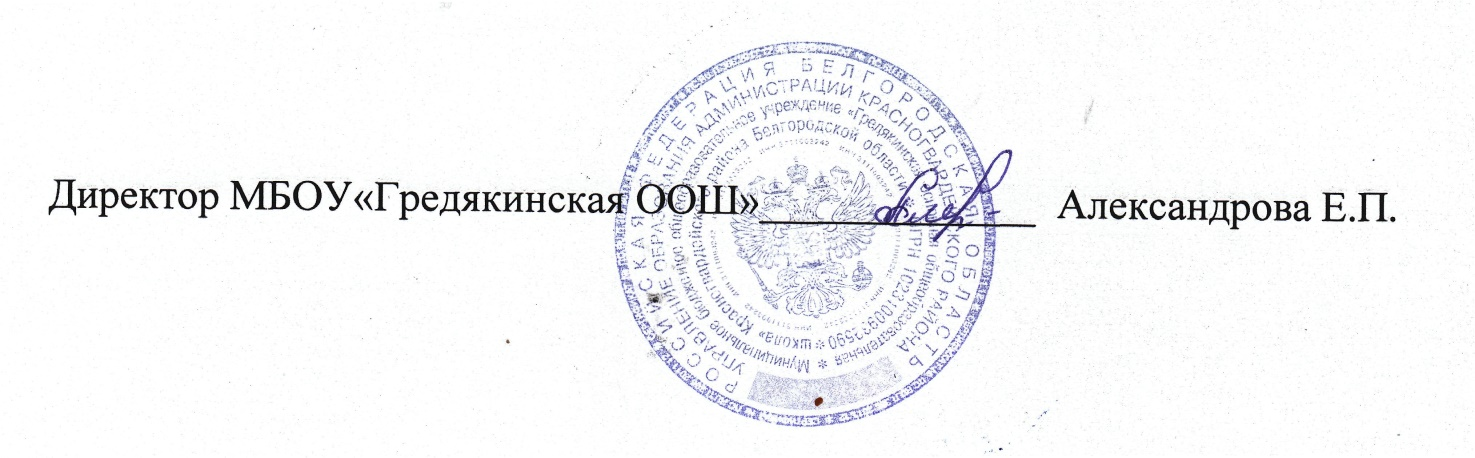 Директор МБОУ«Гредякинская ООШ»____________ Александрова Е.П.
РОССИЙСКАЯ ФЕДЕРАЦИЯ БЕЛГОРОДСКАЯ ОБЛАСТЬ
УПРАВЛЕНИЕ ОБРАЗОВАНИЯ АДМИНИСТРАЦИИ КРАСНОГВАРДЕЙСКОГО РАЙОНА
Муниципальное бюджетное общеобразовательное учреждение «Гредякинская основная общеобразовательная
школа» Красногвардейского района Белгородской области